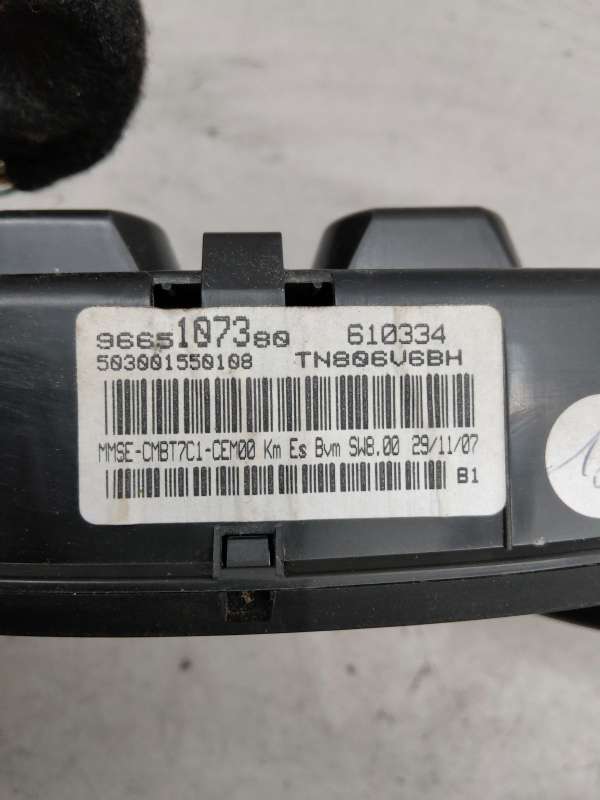 9665107380 610334
503001550108 TN806V6BH
MMSE-CMBT7C1-CEM00 Km Es Bvm SW8.00 29/11/07
B1